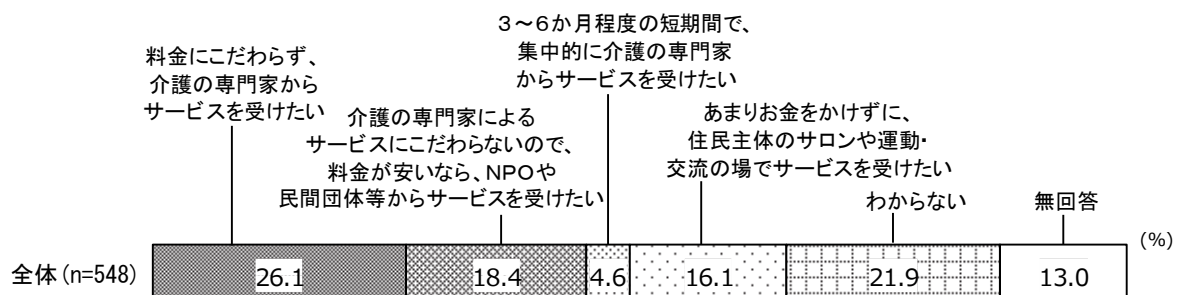 料金にこだわらず、
介護の専門家から
サービスを受けたい
介護の専門家による
サービスにこだわらないので、
料金が安いなら、NPOや
民間団体等からサービスを受けたい
3～6か月程度の短期間で、
集中的に介護の専門家
からサービスを受けたい
あまりお金をかけずに、
住民主体のサロンや運動・
交流の場でサービスを受けたい
わからない
無回答
(%)
全体(n=548) 26.1 18.4 4.6 16.1 21.9 13.0